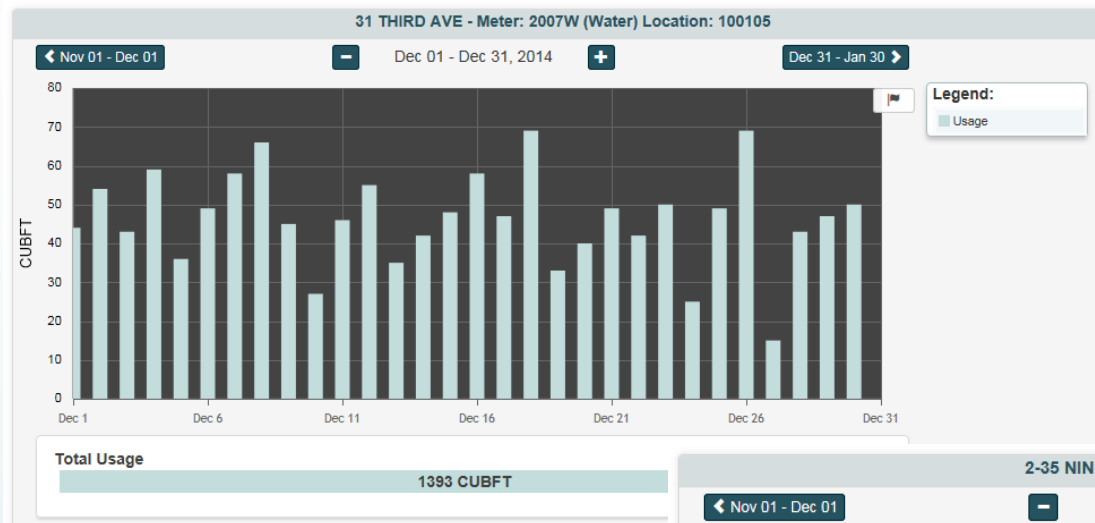 31 THIRD AVE - Meter: 2007W (Water) Location: 100105
Nov 01 - Dec 01
Dec 01 - Dec 31, 2014
Dec 31 - Jan 30
Legend:
Usage
80
70
60
50
40
30
20
10
0
CUBFT
Dec 1 Dec 6 Dec 11 Dec 16 Dec 21 Dec 26 Dec 31
Total Usage
1393 CUBFT
2-35 NIN
Nov 01 - Dec 01